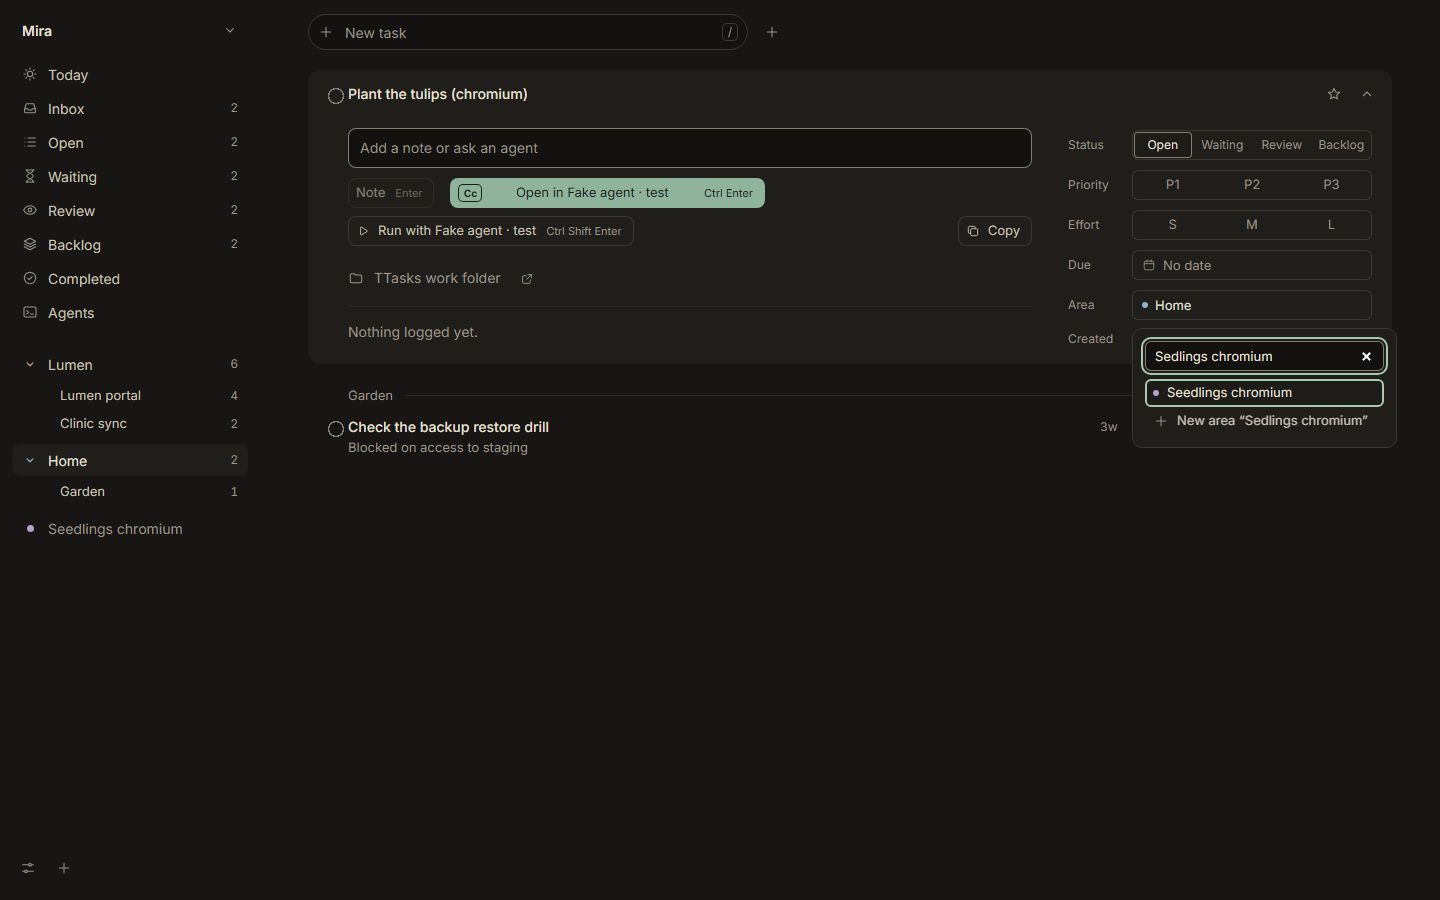 Mira
Today
Inbox 2
Open 2
Waiting 2
Review 2
Backlog 2
Completed
Agents
Lumen 6
Lumen portal 4
Clinic sync 2
Home 2
Garden 1
Seedlings chromium
New task /
Plant the tulips (chromium)
Add a note or ask an agent
Note Enter
Cc Open in Fake agent · test Ctrl Enter
Run with Fake agent · test Ctrl Shift Enter
Copy
TTasks work folder
Nothing logged yet.
Status Open Waiting Review Backlog
Priority P1 P2 P3
Effort S M L
Due No date
Area Home
Created
Sedlings chromium
Seedlings chromium
New area “Sedlings chromium”
Garden
Check the backup restore drill 3w
Blocked on access to staging